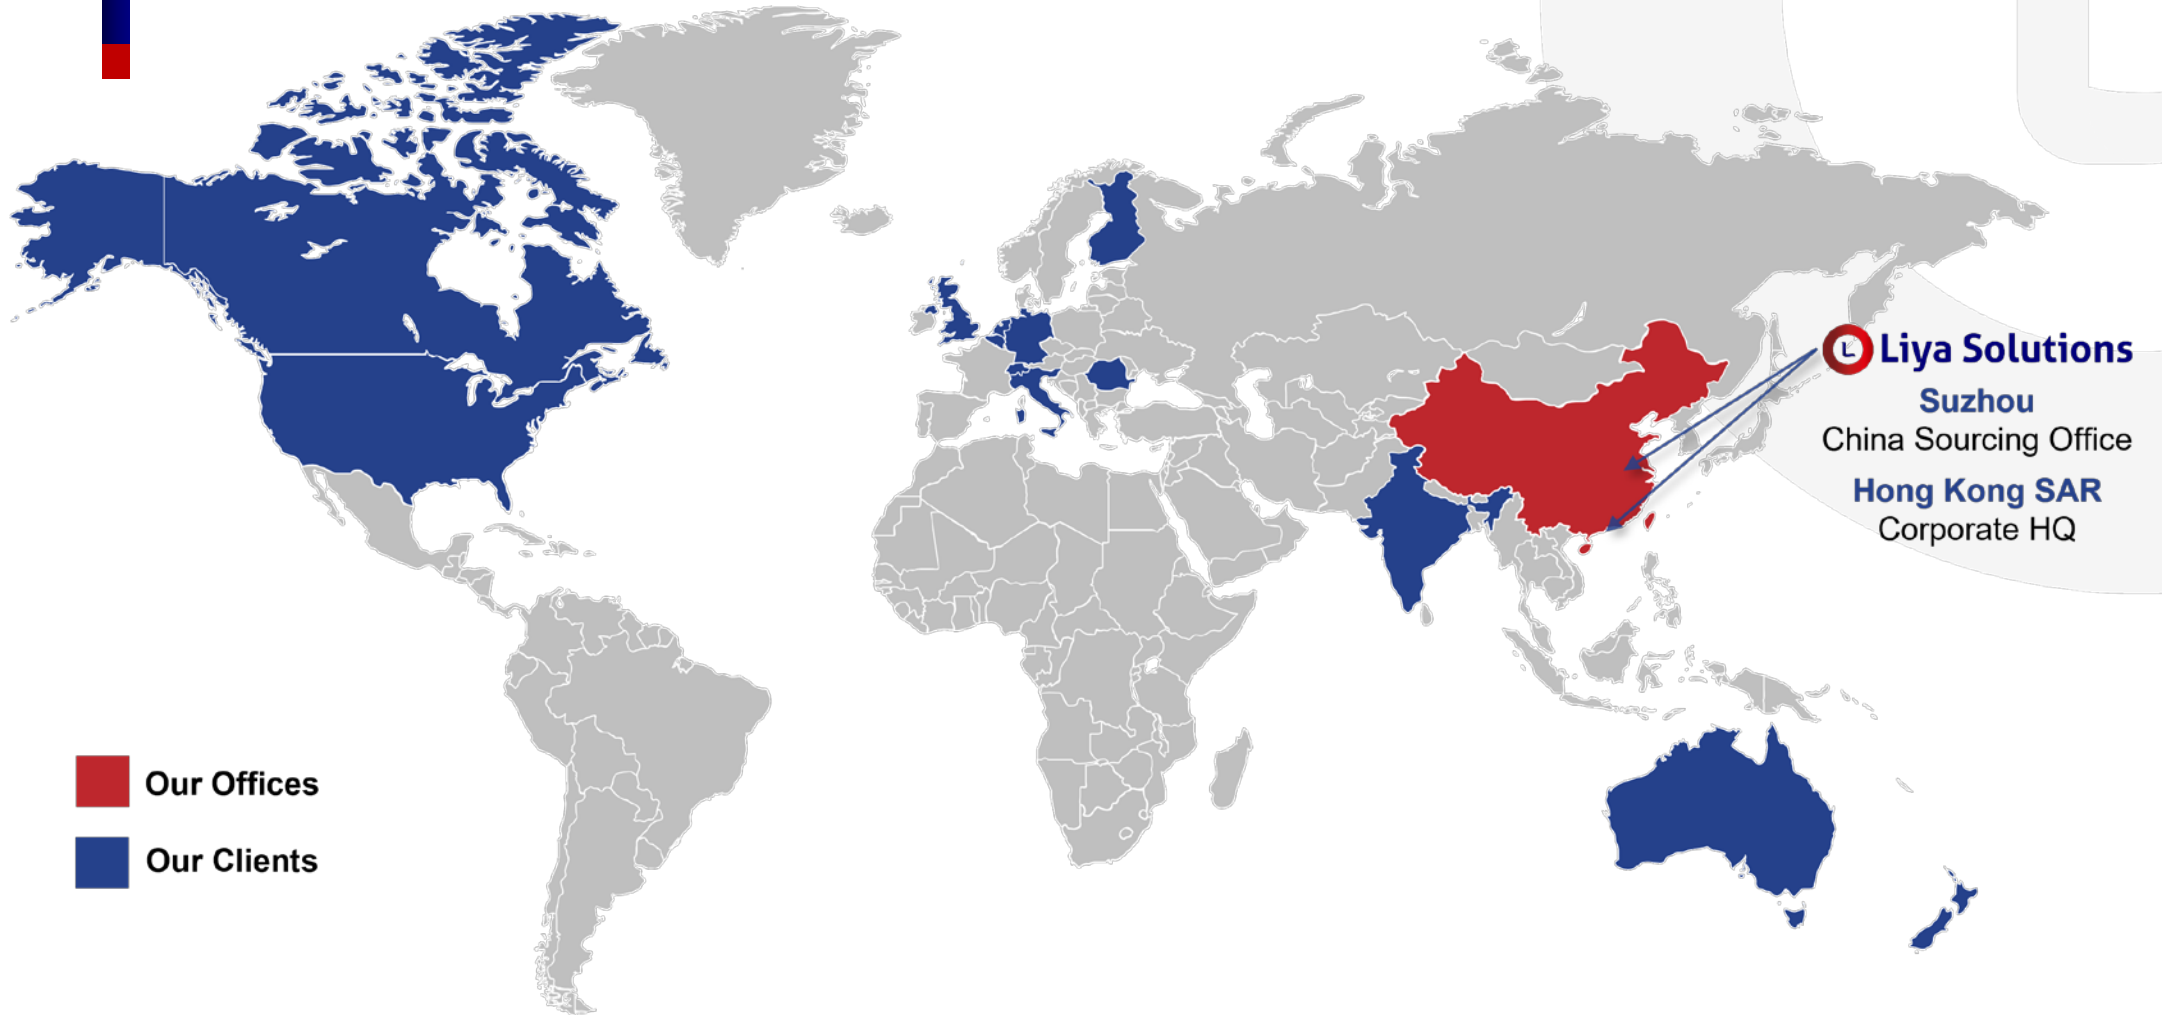 L
Liya Solutions
Suzhou
China Sourcing Office
Hong Kong SAR
Corporate HQ
Our Offices
Our Clients